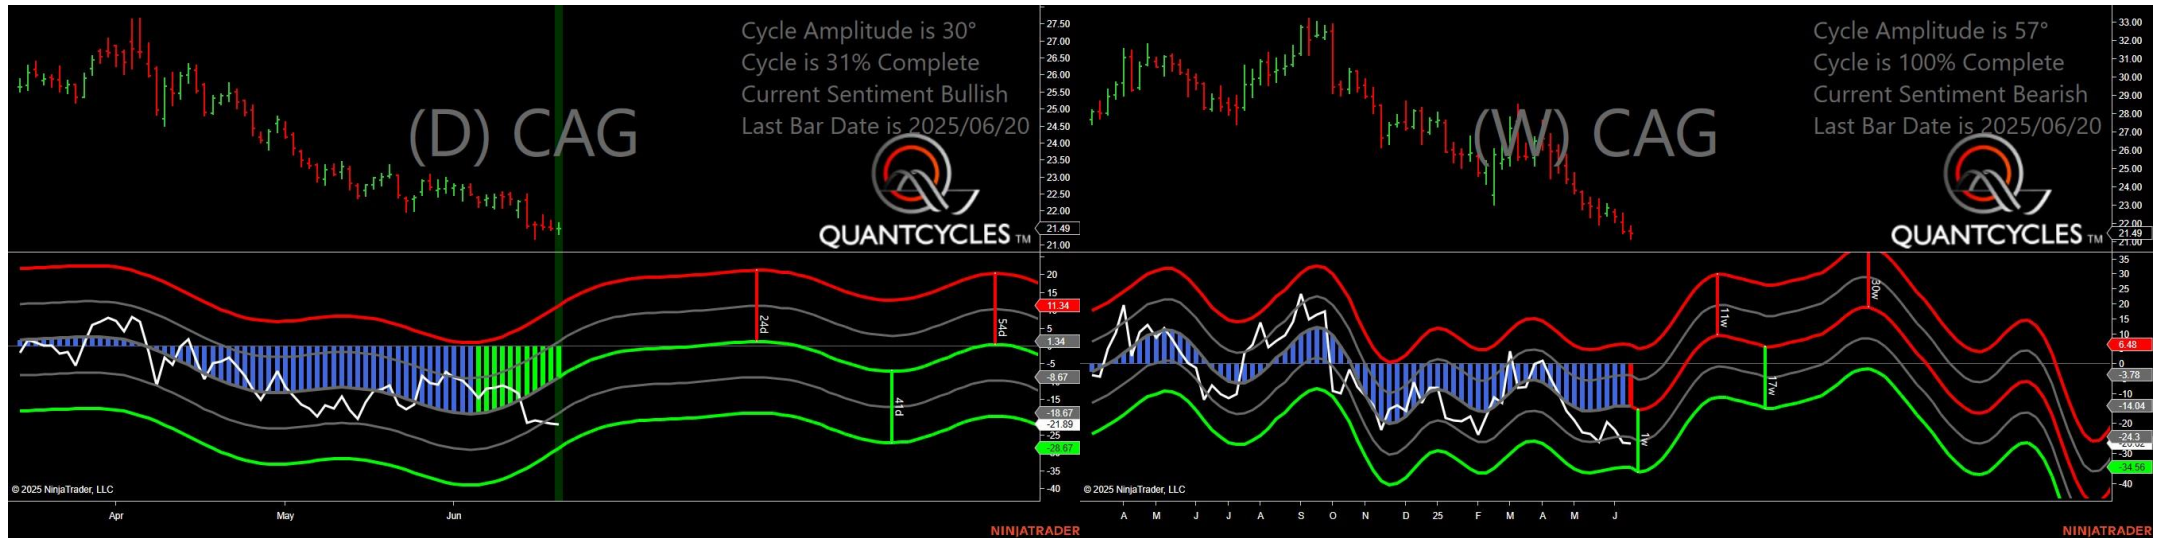 Cycle Amplitude is 30°
Cycle is 31% Complete
Current Sentiment Bullish
Last Bar Date is 2025/06/20
(D) CAG
QUANTCYCLES TM
27.50
27.00
26.50
26.00
25.50
25.00
24.50
24.00
23.50
23.00
22.50
22.00
21.49
21.00
20
15
11.34
5
1.34
-5
-8.67
-15
-18.67
-21.89
-25
-28.67
-35
-40
24d
41d
54d
© 2025 NinjaTrader, LLC
Apr May Jun
NINJATRADER
Cycle Amplitude is 57°
Cycle is 100% Complete
Current Sentiment Bearish
Last Bar Date is 2025/06/20
(W) CAG
QUANTCYCLES TM
33.00
32.00
31.00
30.00
29.00
28.00
27.00
26.00
25.00
24.00
23.00
22.00
21.49
21.00
35
30
25
20
15
10
6.48
0
-3.78
-10
-14.04
-20
-24.3
-30
-34.56
-40
1w
11w
17w
30w
© 2025 NinjaTrader, LLC
A M J J A S O N D 25 F M A M J
NINJATRADER